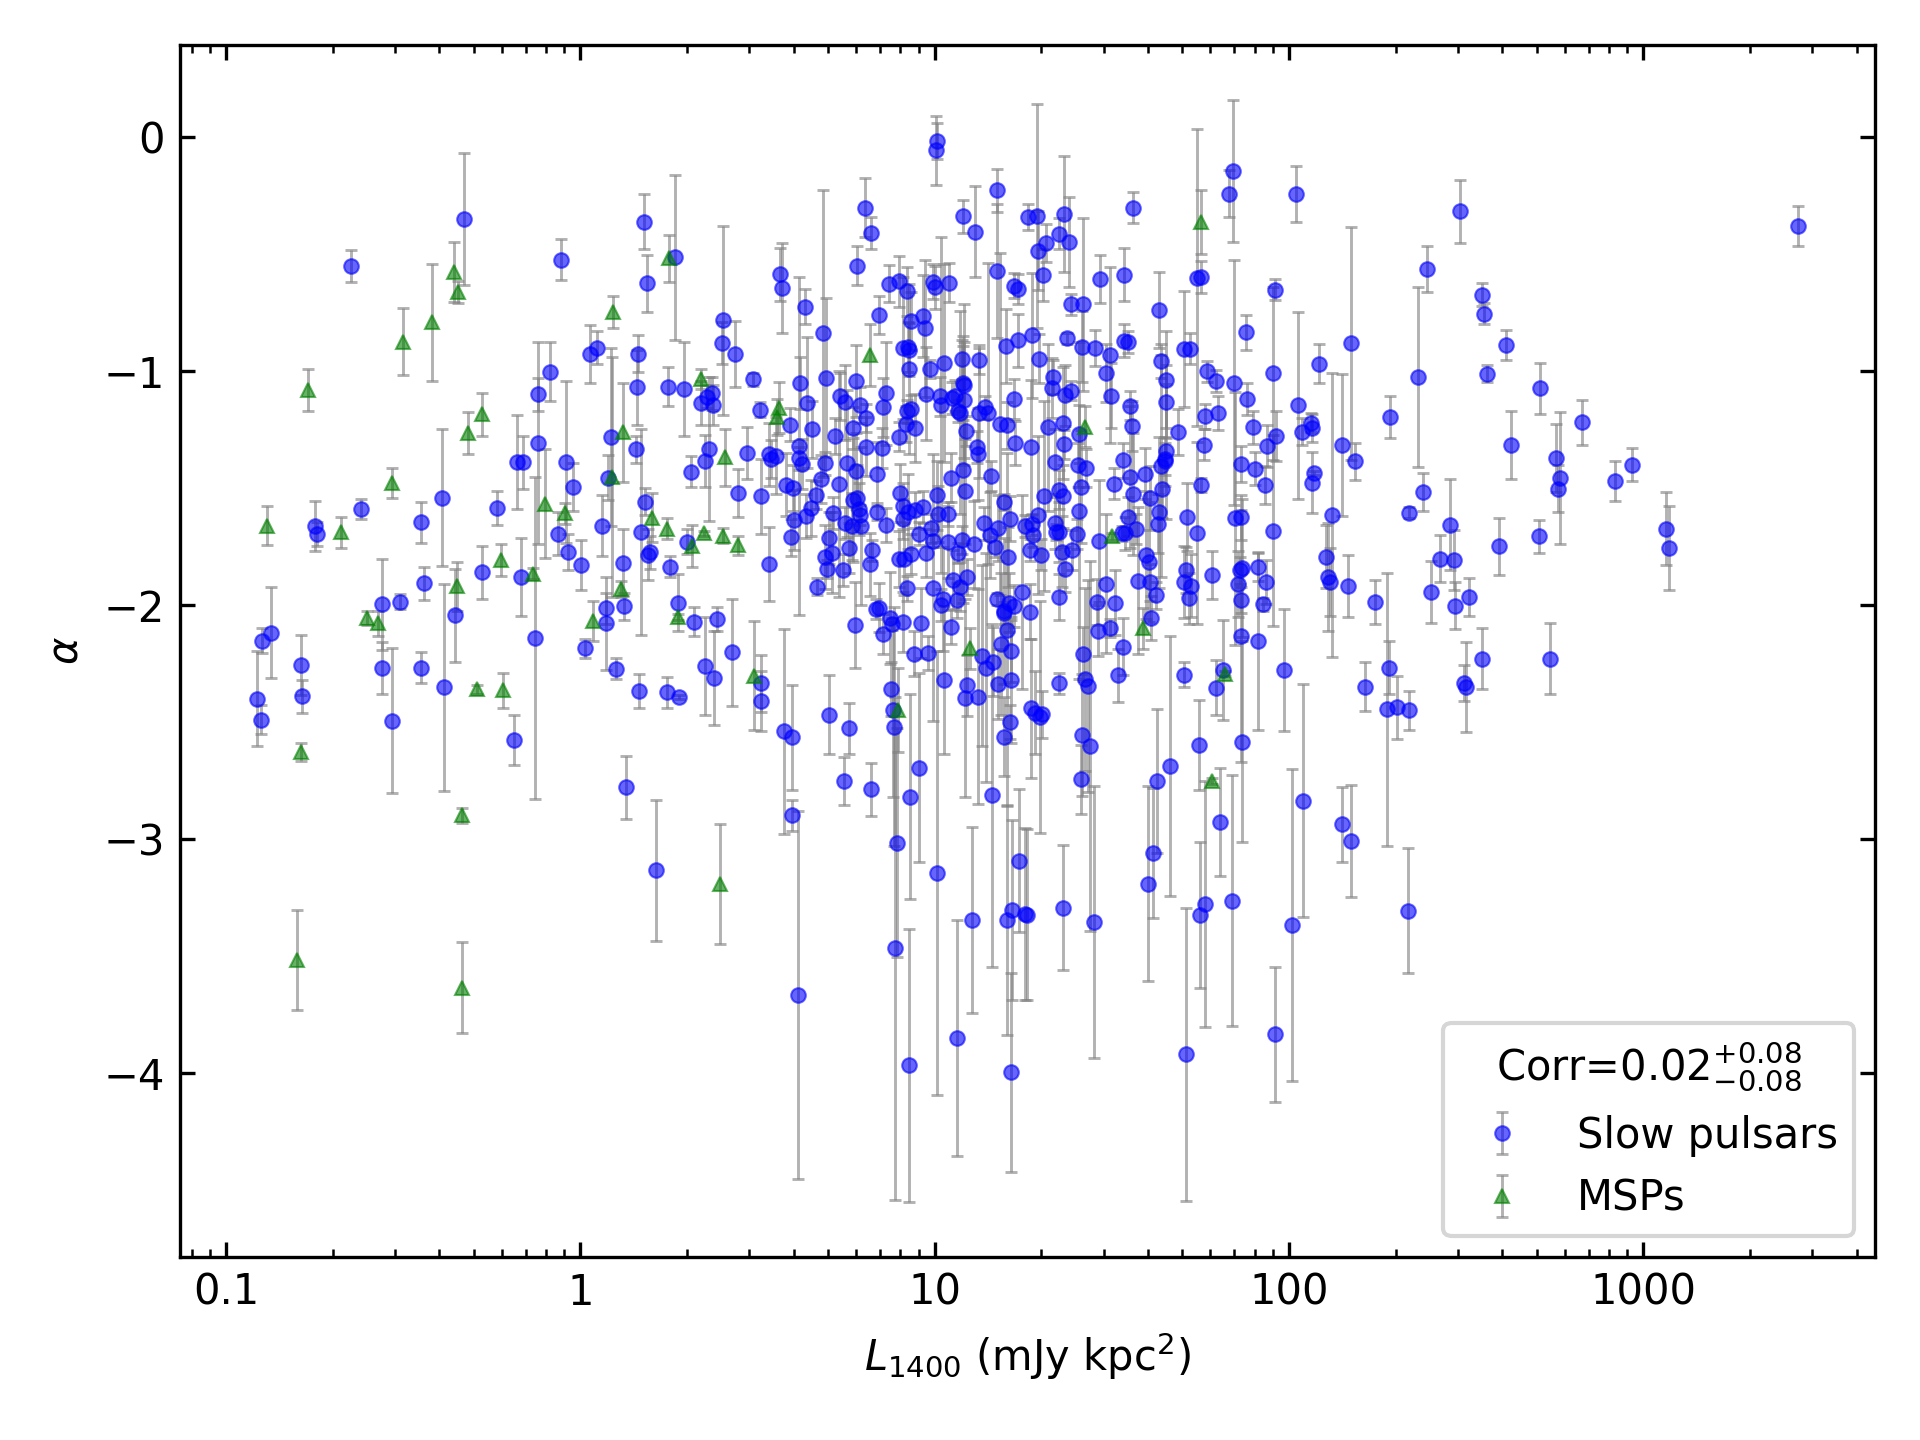 0
−1
−2
−3
−4
α
Corr=0.02+0.08−0.08
Slow pulsars
MSPs
0.1 1 10 100 1000
L1400 (mJy kpc2)